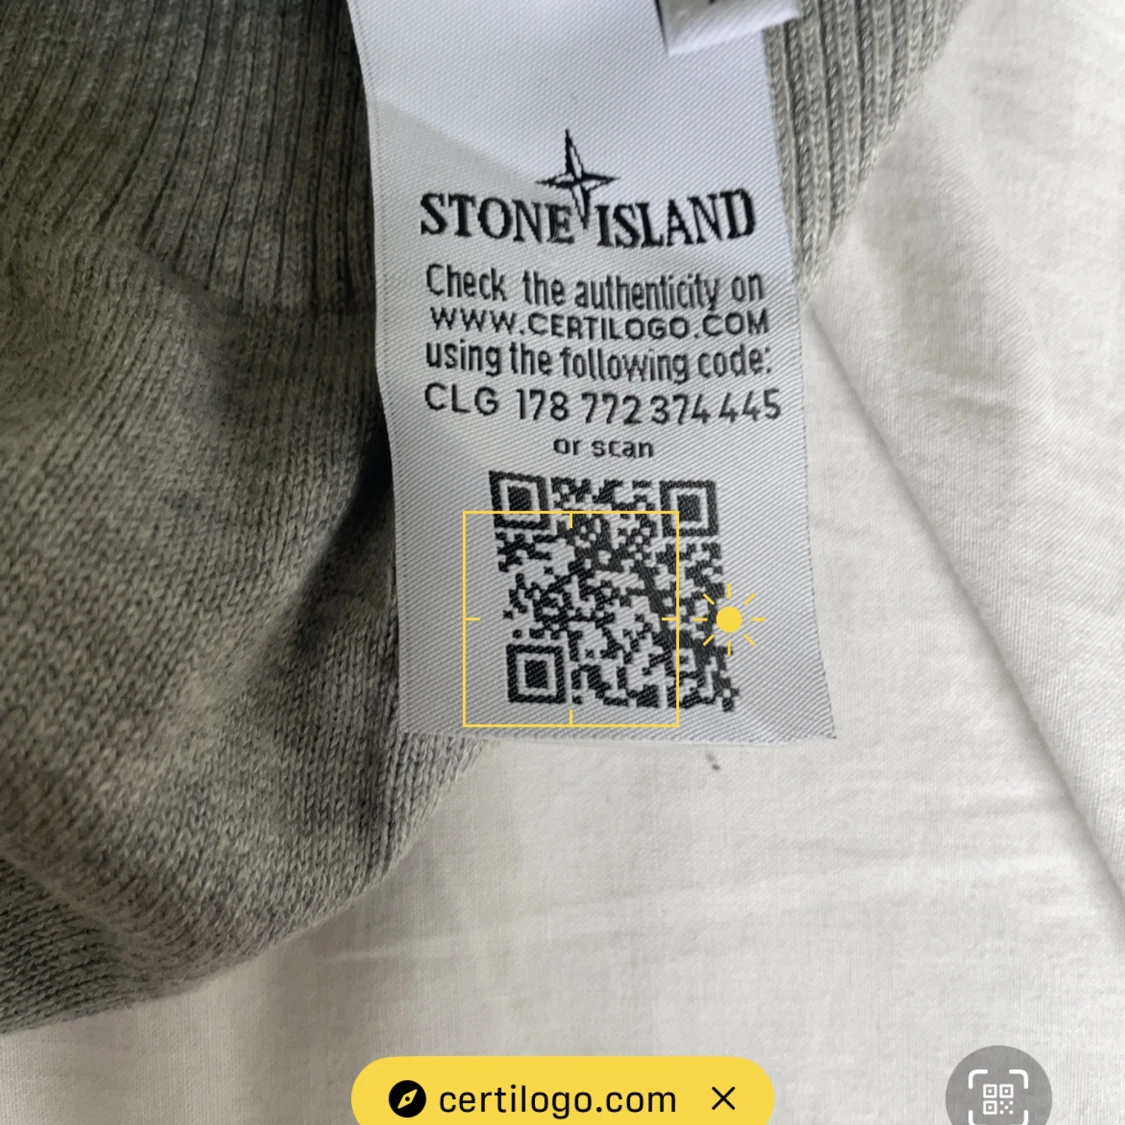 STONE ISLAND
Check the authenticity on
WWW.CERTILOGO.COM
using the following code:
CLG 178 772 374 445
or scan
certilogo.com